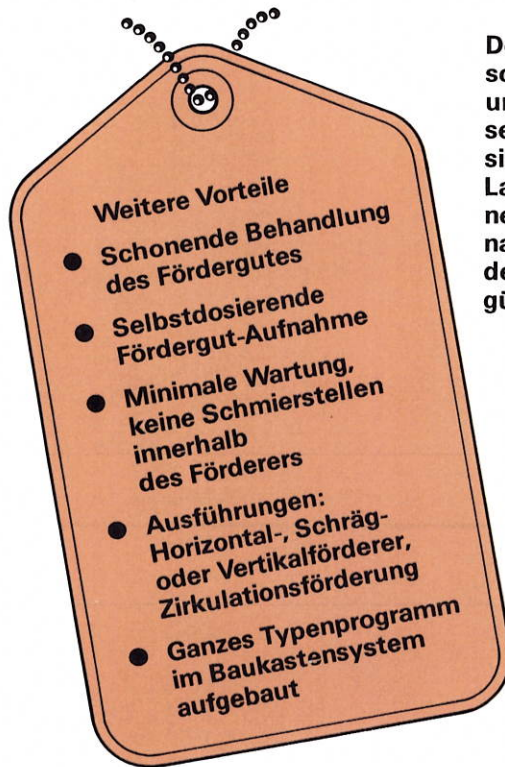 Weitere Vorteile
● Schonende Behandlung
des Fördergutes
● Selbstdosierende
Fördergut-Aufnahme
● Minimale Wartung,
keine Schmierstellen
innerhalb
des Förderers
● Ausführungen:
Horizontal-, Schräg-
oder Vertikalförderer,
Zirkulationsförderung
● Ganzes Typenprogramm
im Baukastensystem
aufgebaut